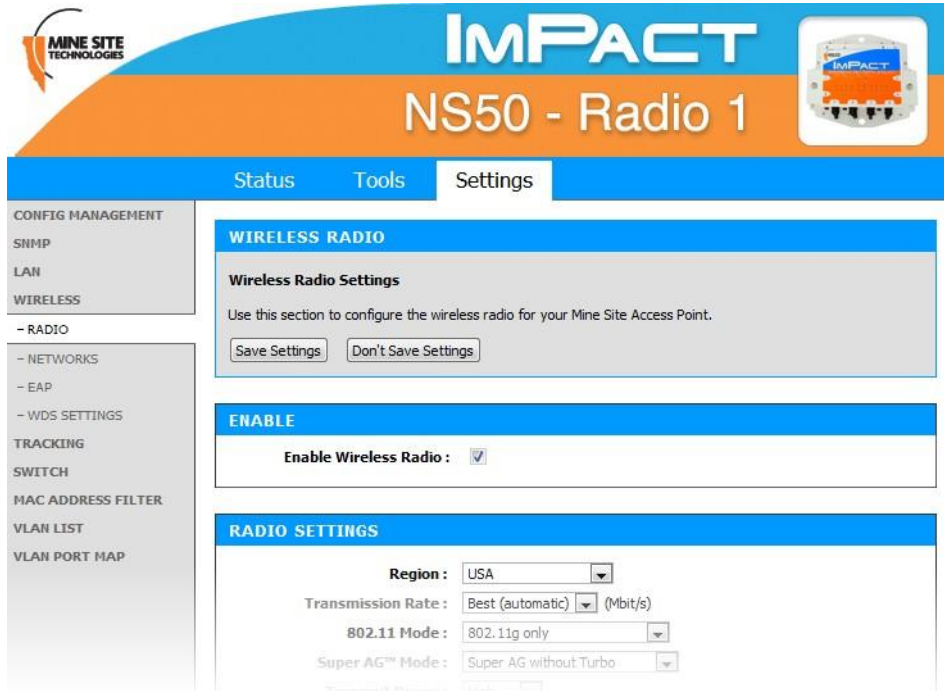 MINE SITE
TECHNOLOGIES
IMPACT
NS50 - Radio 1
IMPACT
Status Tools Settings
CONFIG MANAGEMENT
SNMP
LAN
WIRELESS
– RADIO
– NETWORKS
– EAP
– WDS SETTINGS
TRACKING
SWITCH
MAC ADDRESS FILTER
VLAN LIST
VLAN PORT MAP
WIRELESS RADIO
Wireless Radio Settings
Use this section to configure the wireless radio for your Mine Site Access Point.
Save Settings Don't Save Settings
ENABLE
Enable Wireless Radio :
RADIO SETTINGS
Region : USA
Transmission Rate : Best (automatic) (Mbit/s)
802.11 Mode : 802.11g only
Super AG™ Mode : Super AG without Turbo